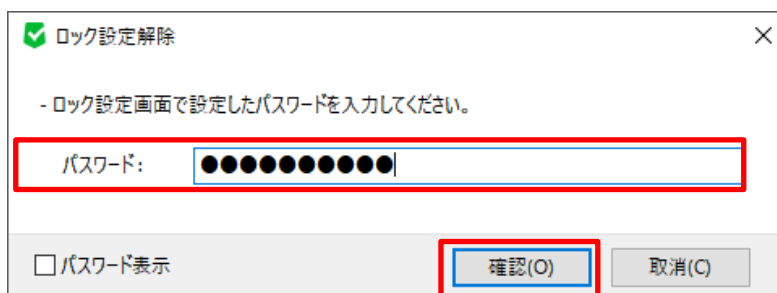 ロック設定解除
- ロック設定画面で設定したパスワードを入力してください。
パスワード: ●●●●●●●●●●
パスワード表示
確認(O)
取消(C)